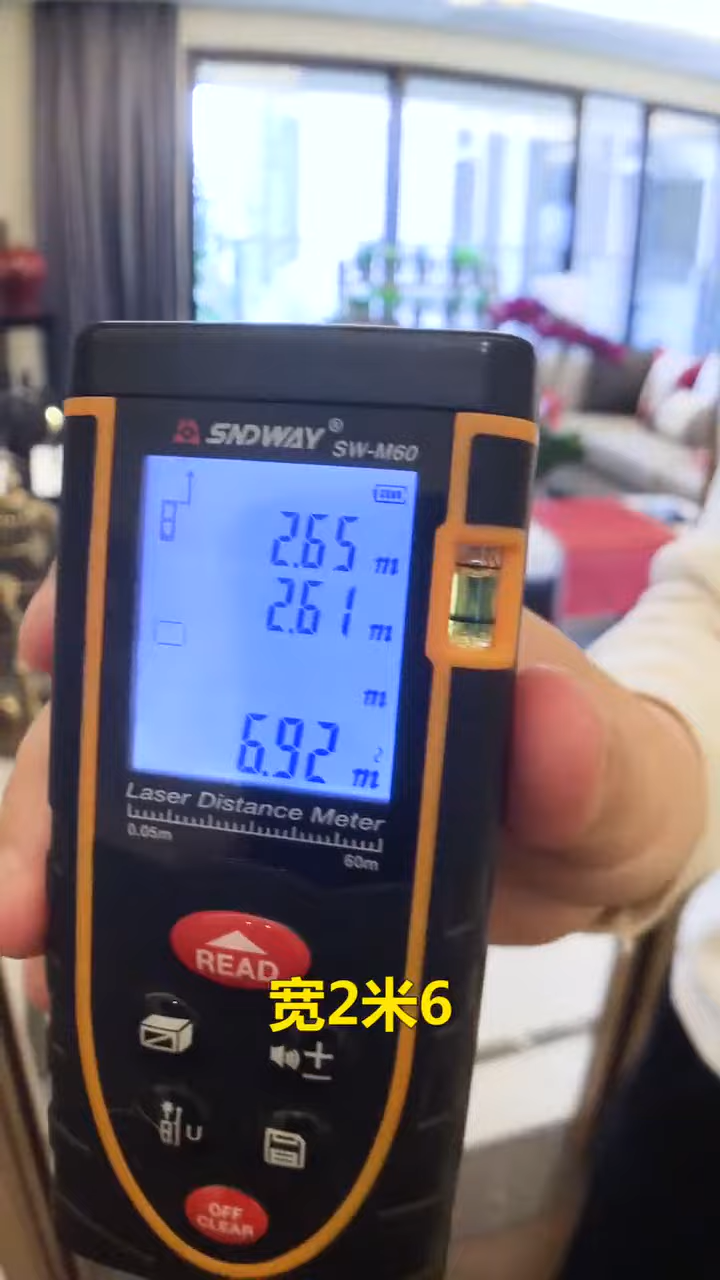 SNDWAY®
SW-M60
2.65 m
2.61 m
m
6.92 m²
Laser Distance Meter
0.05m
60m
READ
宽2米6
U
OFF
CLEAR